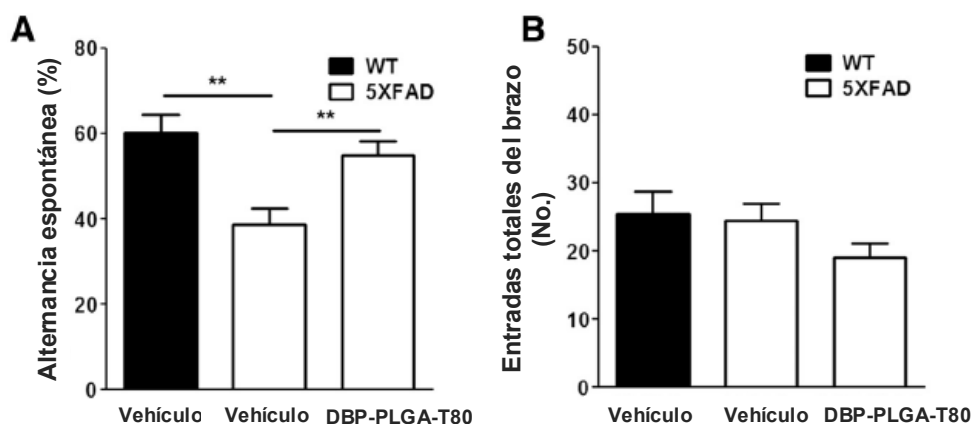 A
Alternancia espontánea (%)
80
60
40
20
0
WT
5XFAD
**
**
Vehículo Vehículo DBP-PLGA-T80
B
Entradas totales del brazo
(No.)
50
40
30
20
10
0
WT
5XFAD
Vehículo Vehículo DBP-PLGA-T80